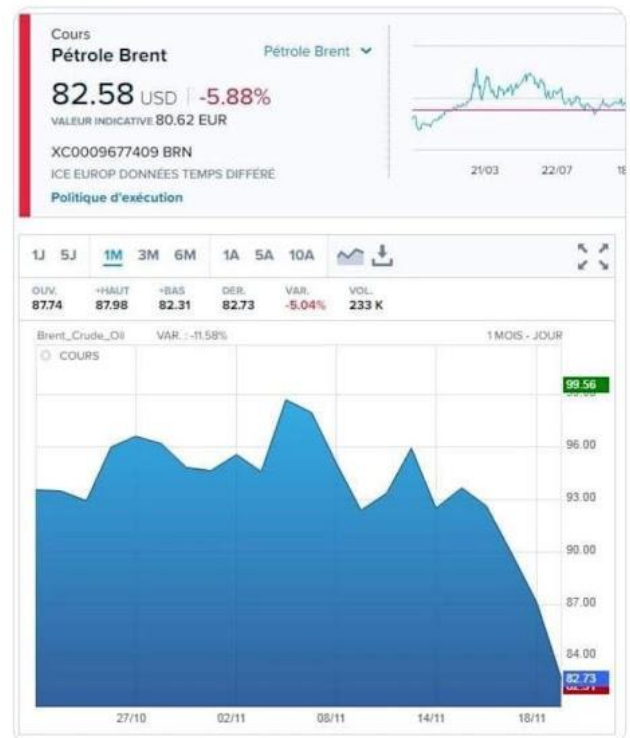 Cours
Pétrole Brent
Pétrole Brent
82.58 USD -5.88%
VALEUR INDICATIVE 80.62 EUR
XC0009677409 BRN
ICE EUROP DONNÉES TEMPS DIFFÉRÉ
Politique d'exécution
21/03 22/07 18
1J 5J 1M 3M 6M 1A 5A 10A
OUV. +HAUT +BAS DER. VAR. VOL.
87.74 87.98 82.31 82.73 -5.04% 233 K
Brent_Crude_Oil VAR. : -11.58% 1 MOIS - JOUR
COURS
99.56
96.00
93.00
90.00
87.00
84.00
82.73
27/10 02/11 08/11 14/11 18/11